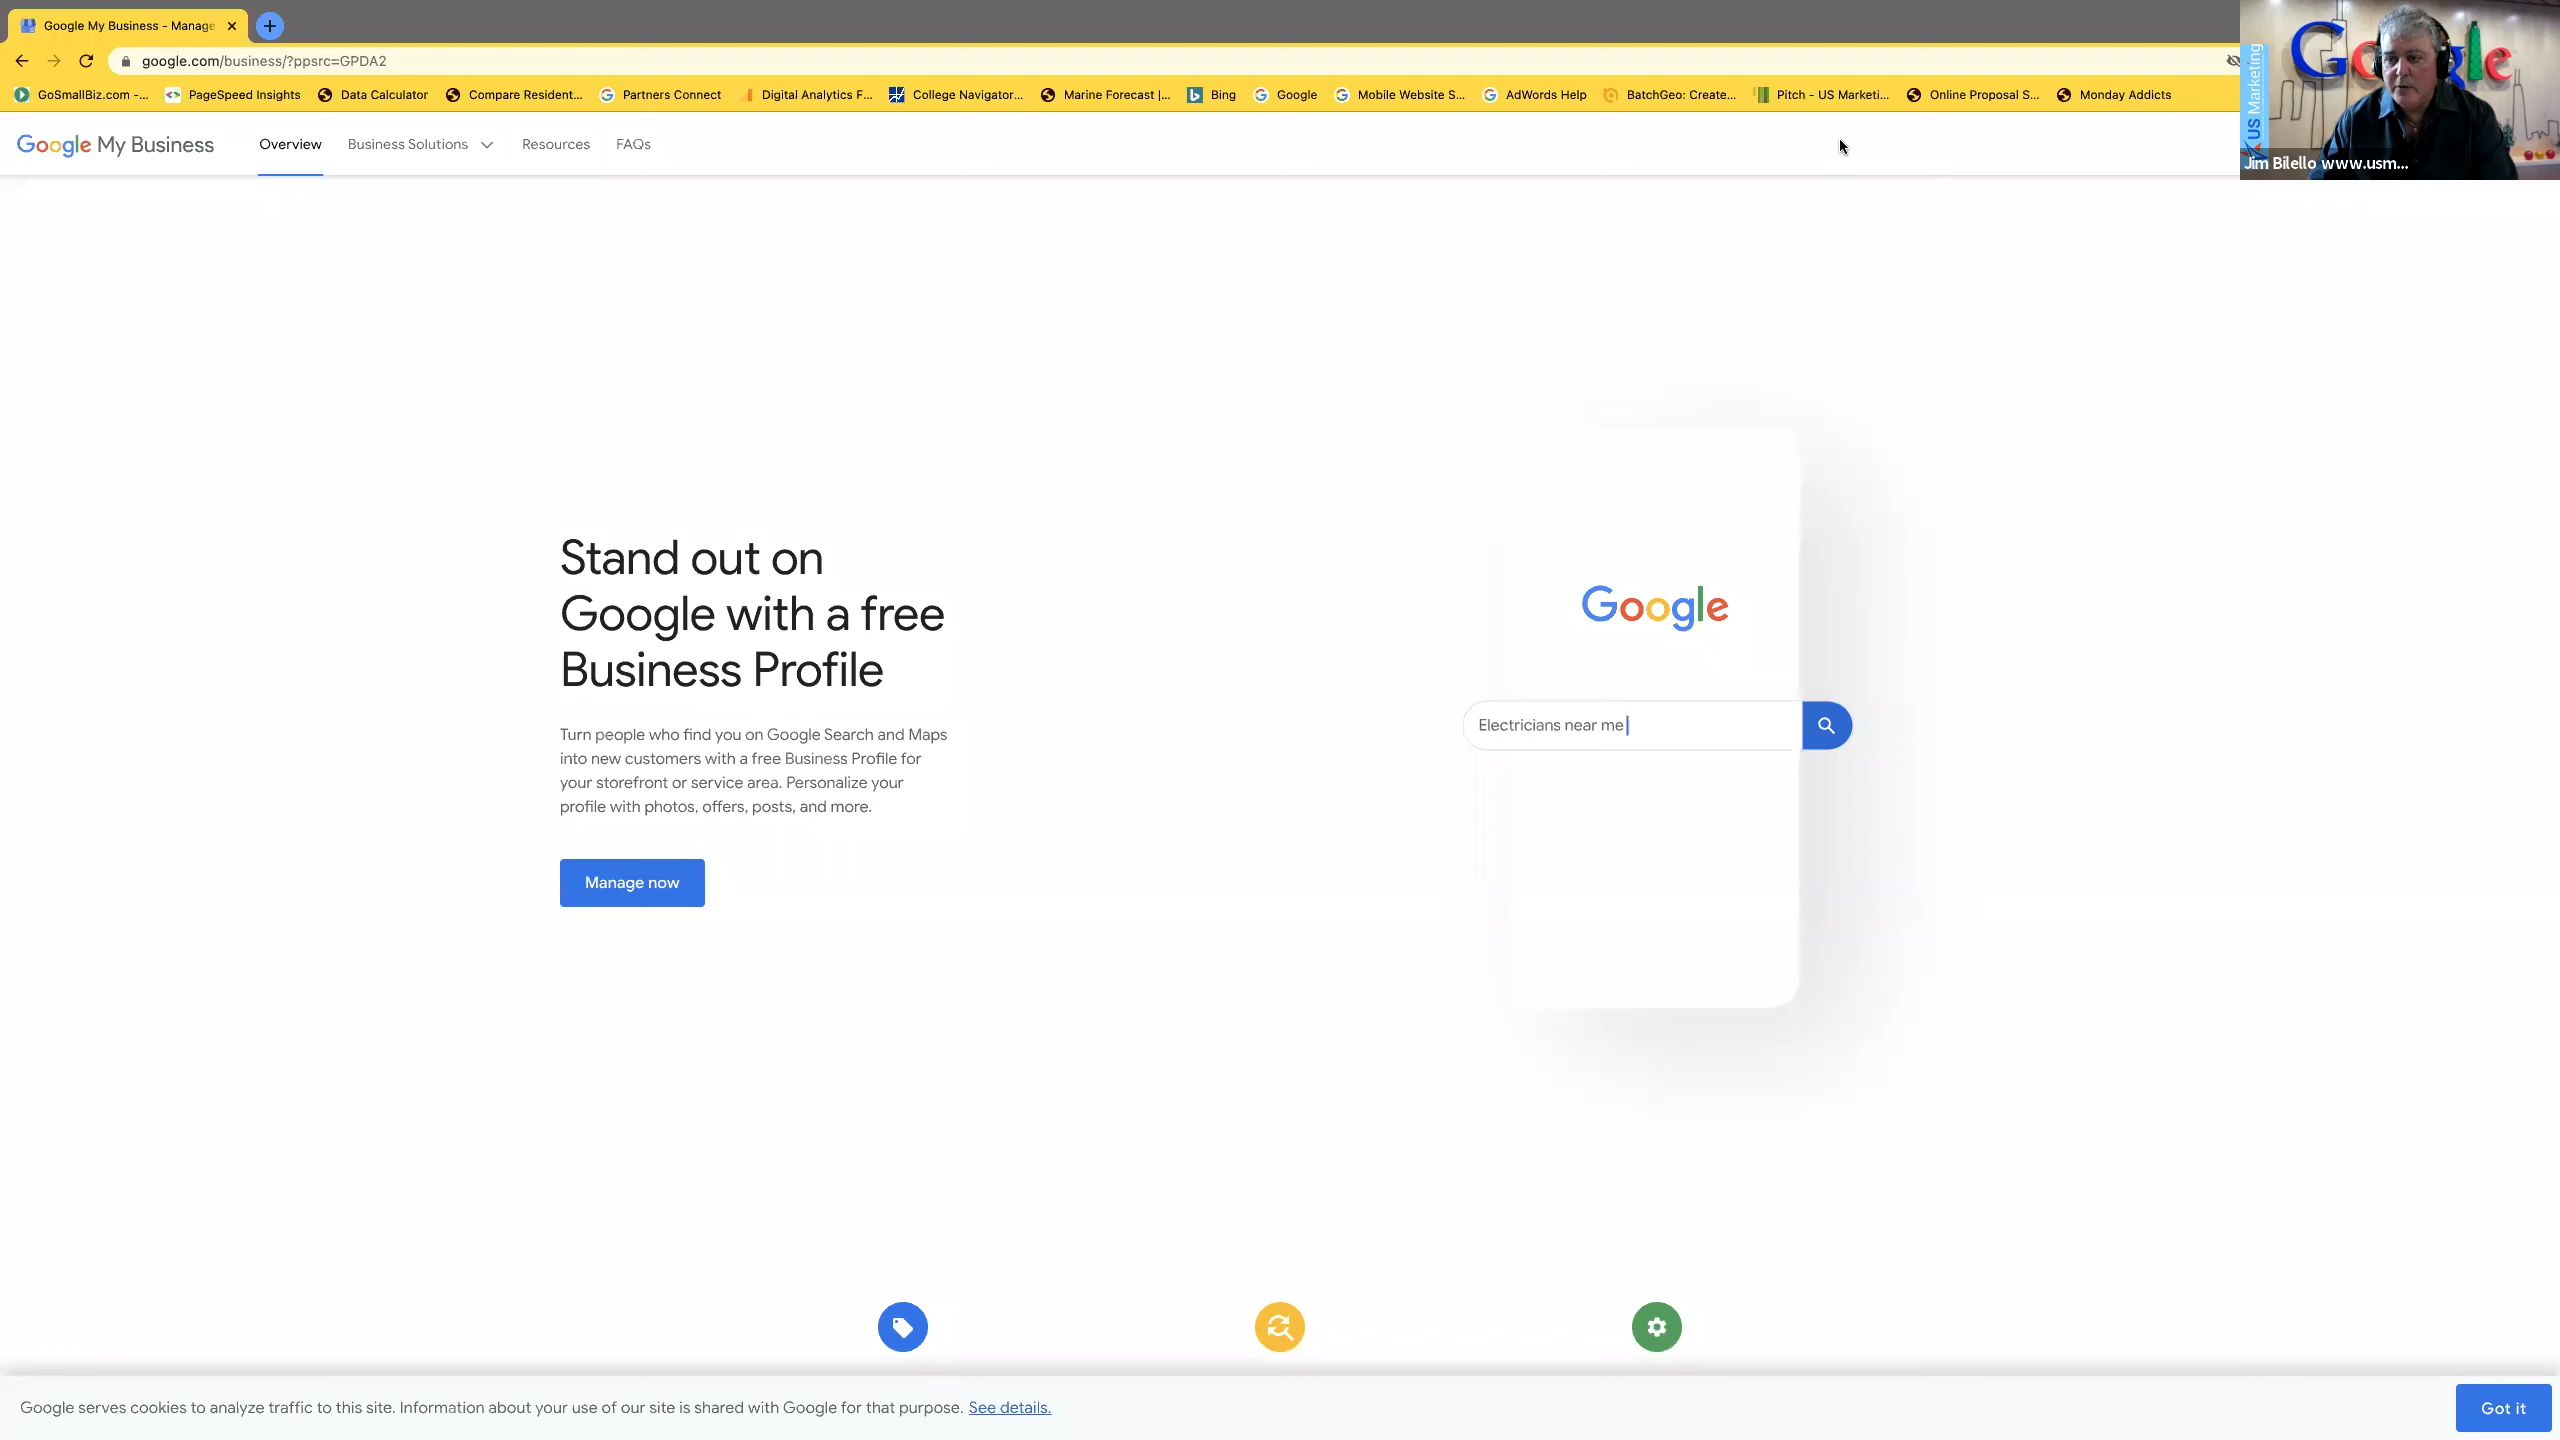 Google My Business - Manage
google.com/business/?ppsrc=GPDA2
GoSmallBiz.com -... PageSpeed Insights Data Calculator Compare Resident... Partners Connect Digital Analytics F... College Navigator... Marine Forecast |... Bing Google Mobile Website S... AdWords Help BatchGeo: Create... Pitch - US Marketi... Online Proposal S... Monday Addicts
Google
US Marketing
Jim Bilello www.usm...
Google My Business Overview Business Solutions Resources FAQs
Stand out on
Google with a free
Business Profile
Turn people who find you on Google Search and Maps
into new customers with a free Business Profile for
your storefront or service area. Personalize your
profile with photos, offers, posts, and more.
Manage now
Google
Electricians near me
Google serves cookies to analyze traffic to this site. Information about your use of our site is shared with Google for that purpose. See details.
Got it